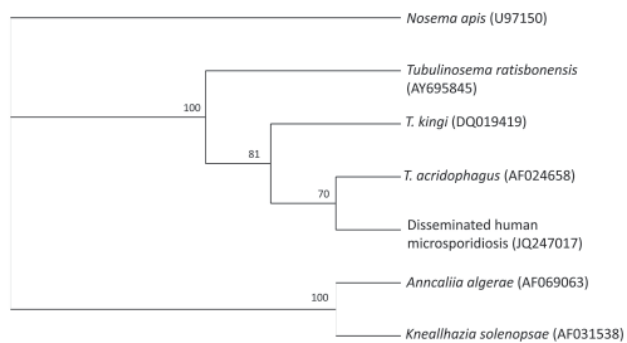 Nosema apis (U97150)
Tubulinosema ratisbonensis
(AY695845)
100
T. kingi (DQ019419)
81
T. acridophagus (AF024658)
70
Disseminated human
microsporidiosis (JQ247017)
Anncaliia algerae (AF069063)
100
Kneallhazia solenopsae (AF031538)